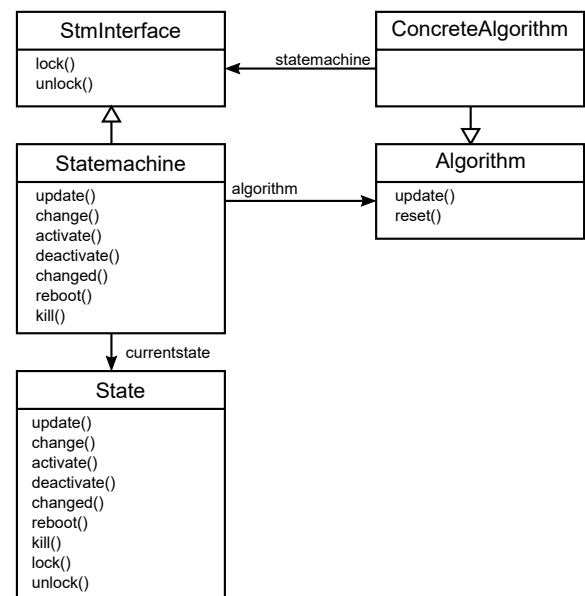 StmInterface
lock()
unlock()
statemachine
ConcreteAlgorithm
Statemachine
update()
change()
activate()
deactivate()
changed()
reboot()
kill()
algorithm
Algorithm
update()
reset()
currentstate
State
update()
change()
activate()
deactivate()
changed()
reboot()
kill()
lock()
unlock()